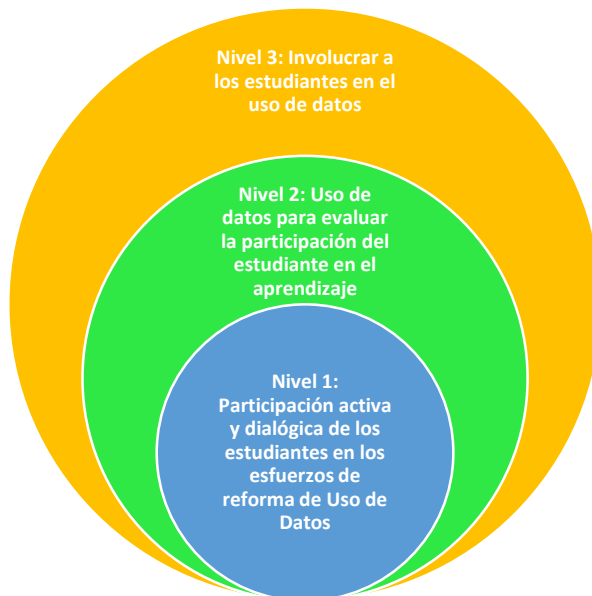 Nivel 3: Involucrar a
los estudiantes en el
uso de datos
Nivel 2: Uso de
datos para evaluar
la participación del
estudiante en el
aprendizaje
Nivel 1:
Participación activa
y dialógica de los
estudiantes en los
esfuerzos de
reforma de Uso de
Datos